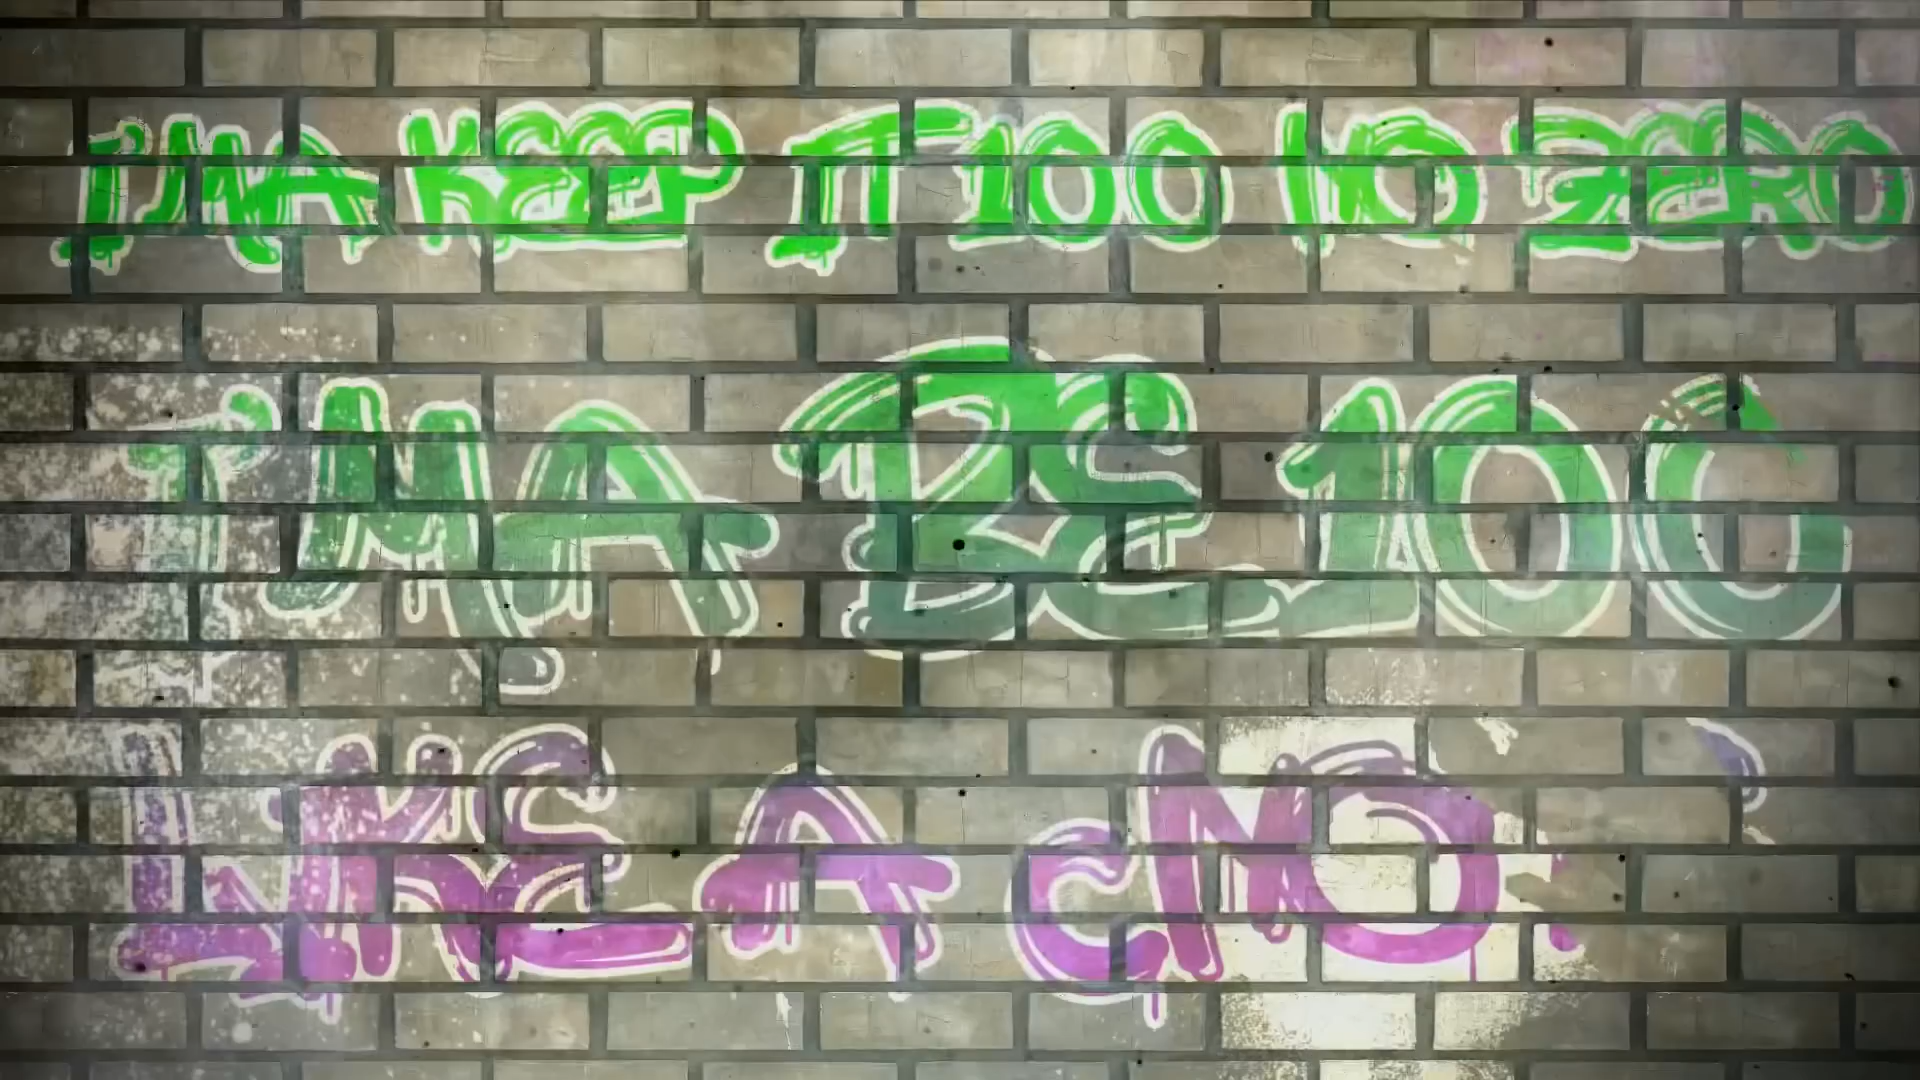 I'MA KEEP IT 100 NO ZERO
I'MA BE 100
LIKE A CNO